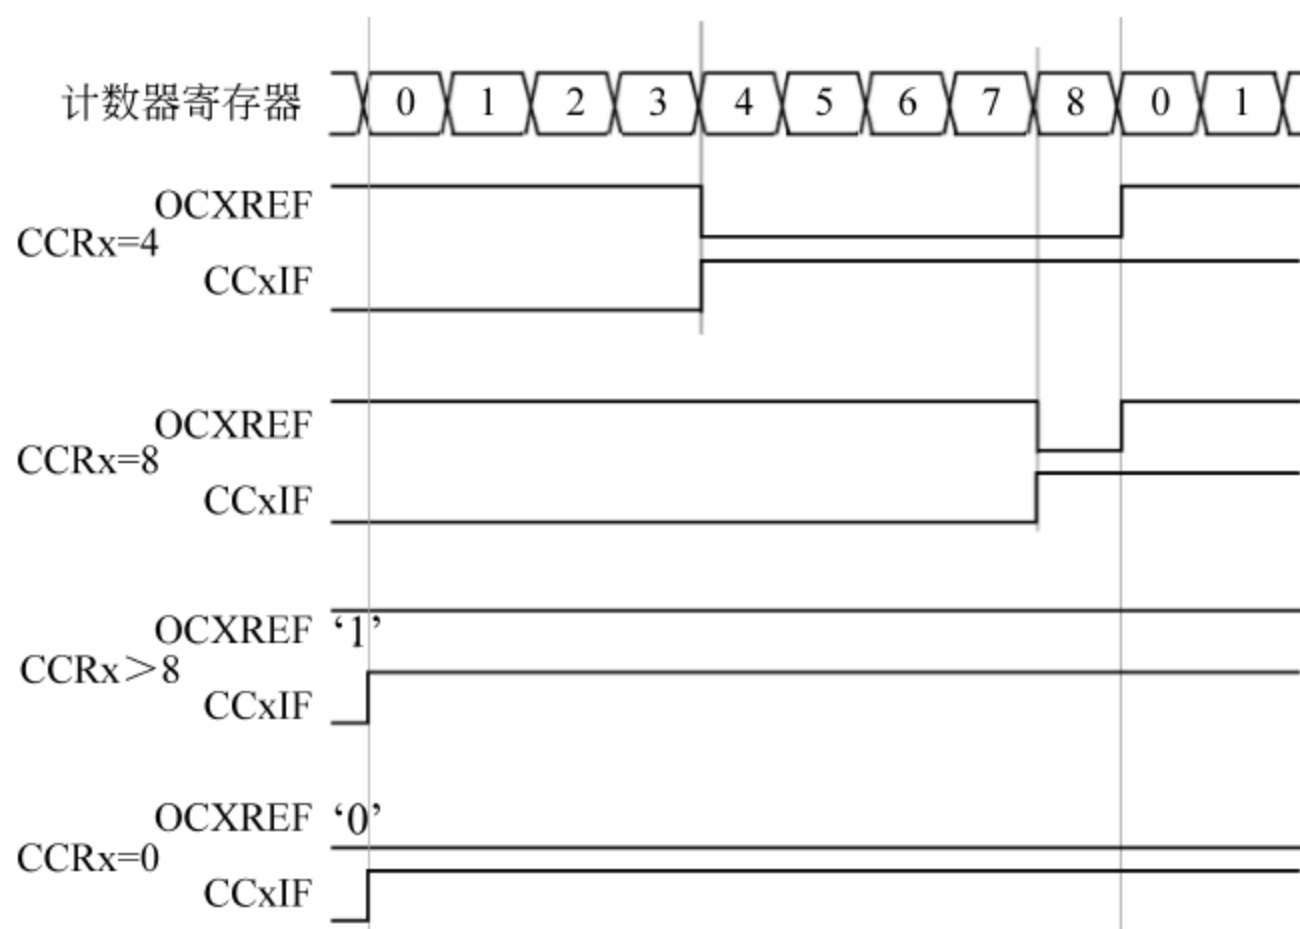 计数器寄存器 0 1 2 3 4 5 6 7 8 0 1
OCXREF
CCRx=4
CCxIF
OCXREF
CCRx=8
CCxIF
OCXREF ‘1’
CCRx＞8
CCxIF
OCXREF ‘0’
CCRx=0
CCxIF